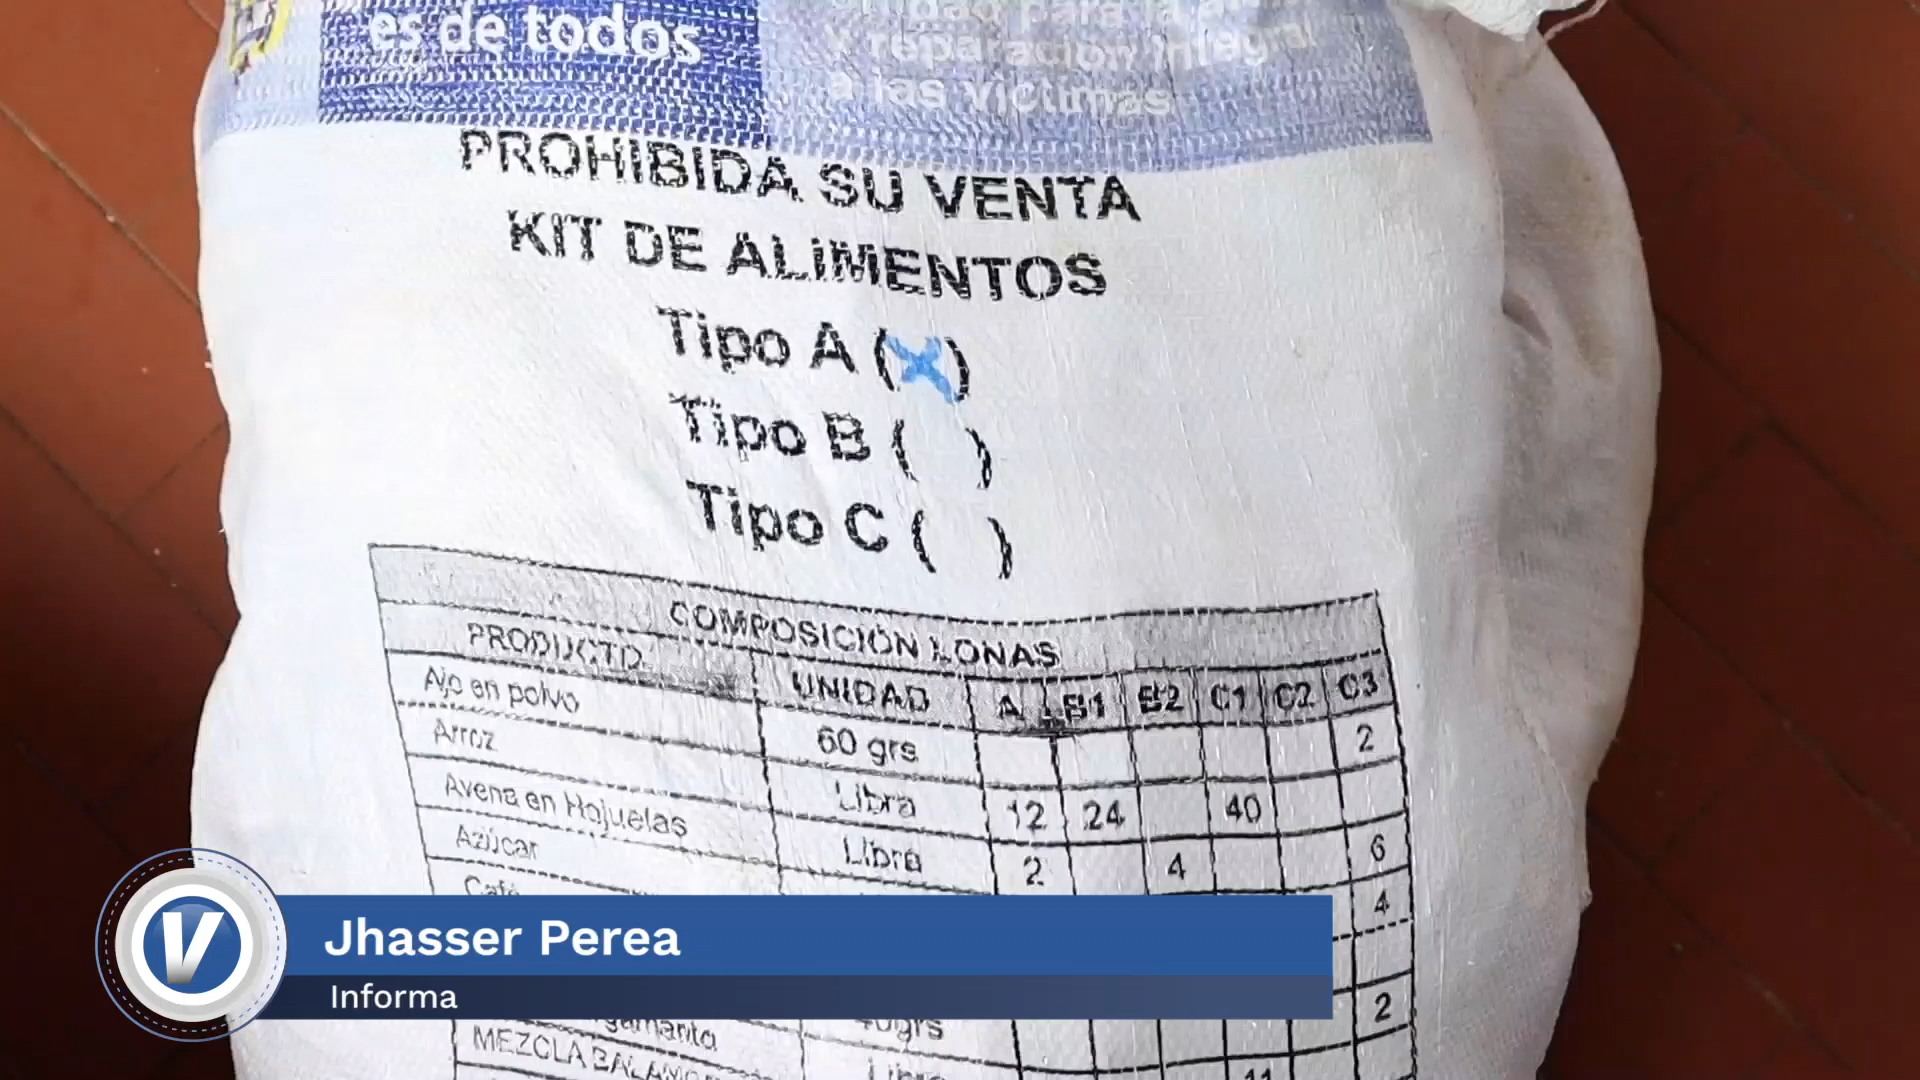 es de todos
y reparación integral
a las víctimas
PROHIBIDA SU VENTA
KIT DE ALIMENTOS
Tipo A (X)
Tipo B ( )
Tipo C ( )
COMPOSICIÓN LONAS
PRODUCTO UNIDAD A B1 B2 C1 C2 C3
Ajo en polvo 60 grs 2
Arroz Libra 12 24 40
Avena en Hojuelas Libra 2 4 6
Azúcar 4
Café
2
MEZCLA
11
V
Jhasser Perea
Informa